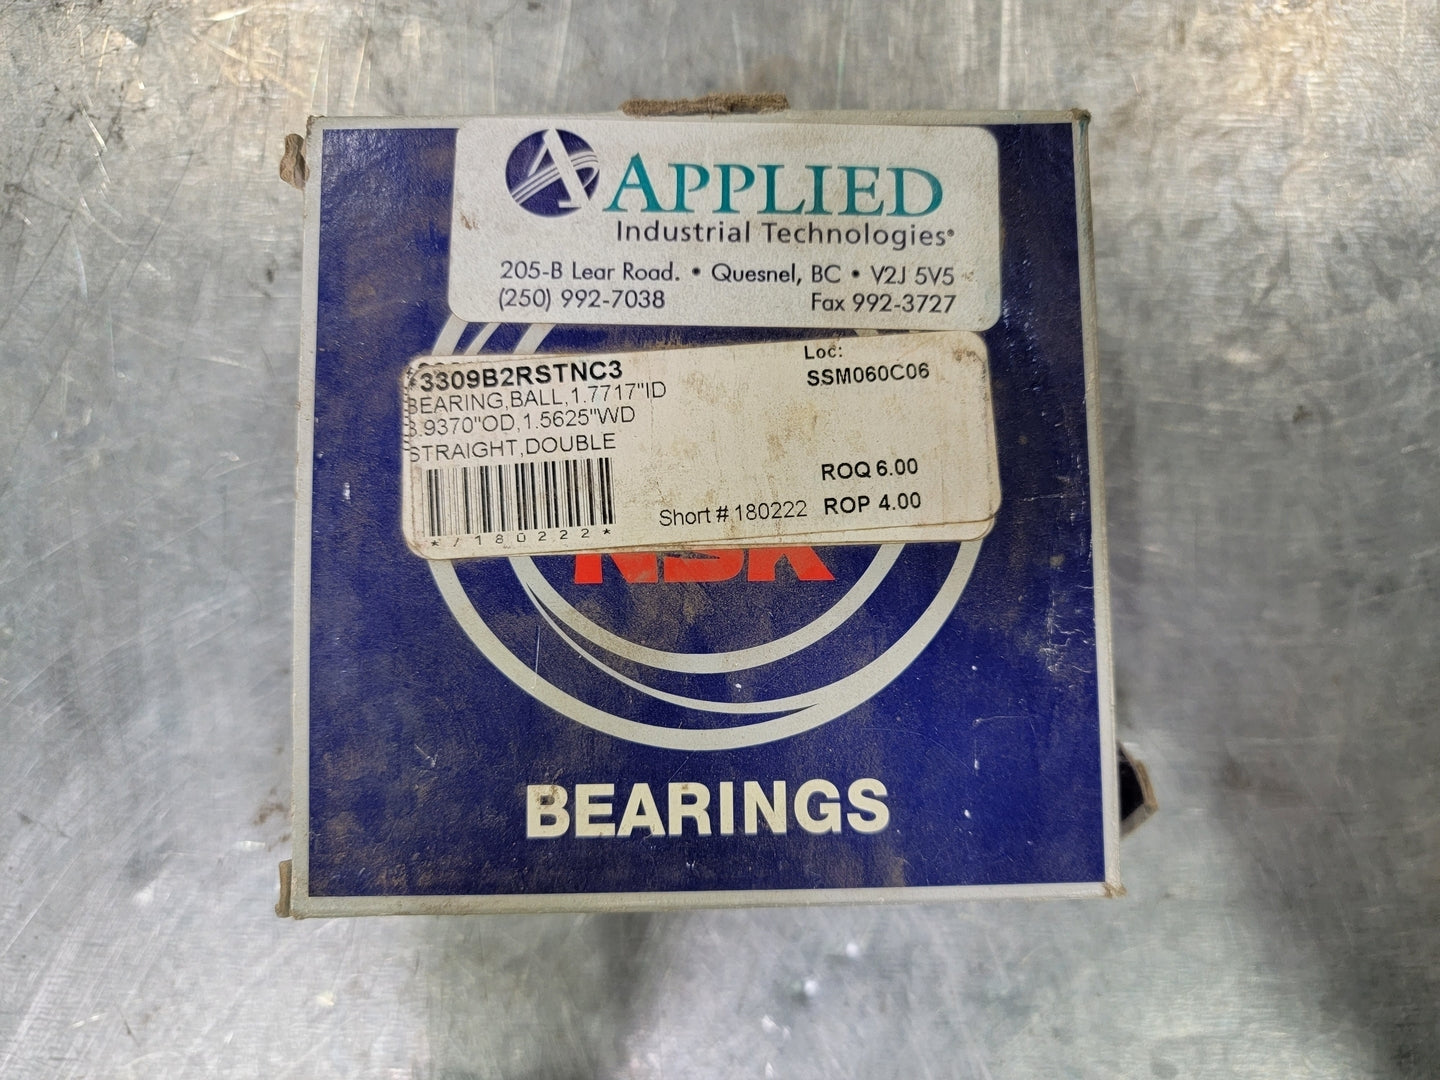 APPLIED
Industrial Technologies®
205-B Lear Road. • Quesnel, BC • V2J 5V5
(250) 992-7038 Fax 992-3727
3309B2RSTNC3
Loc:
SSM060C06
BEARING,BALL,1.7717"ID
3.9370"OD,1.5625"WD
STRAIGHT,DOUBLE
ROQ 6.00
Short # 180222 ROP 4.00
*7180222*
NSK
BEARINGS